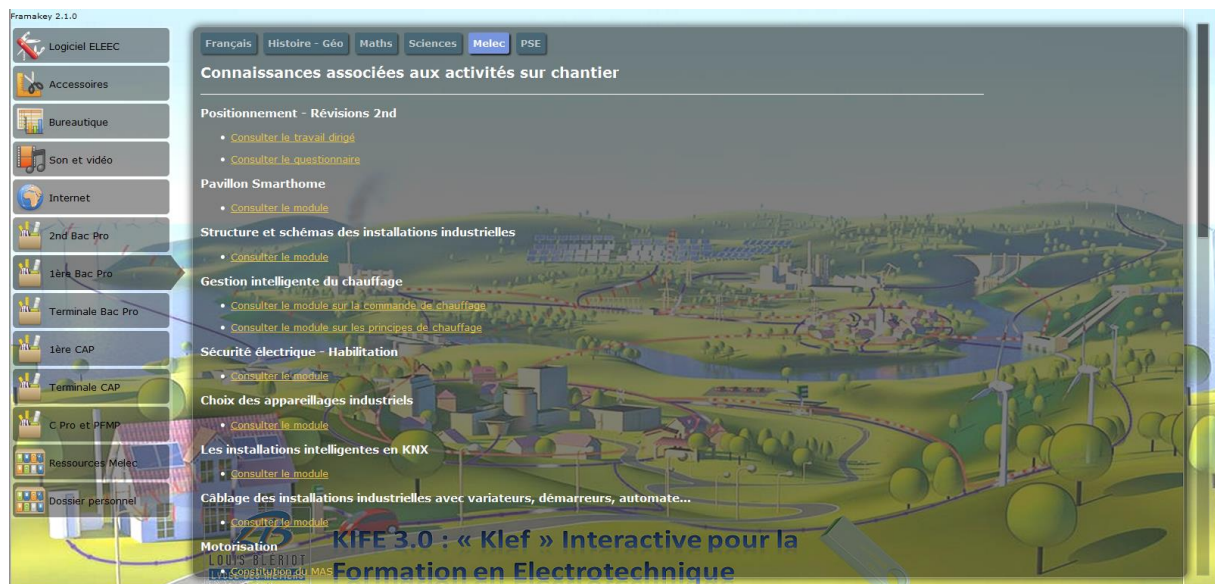 Framakey 2.1.0
Logiciel ELEEC
Accessoires
Bureautique
Son et vidéo
Internet
2nd Bac Pro
1ère Bac Pro
Terminale Bac Pro
1ère CAP
Terminale CAP
C Pro et PFMP
Ressources Melec
Dossier personnel
Français Histoire - Géo Maths Sciences Melec PSE
Connaissances associées aux activités sur chantier
Positionnement - Révisions 2nd
• Consulter le travail dirigé
• Consulter le questionnaire
Pavillon Smarthome
• Consulter le module
Structure et schémas des installations industrielles
• Consulter le module
Gestion intelligente du chauffage
• Consulter le module sur la commande de chauffage
• Consulter le module sur les principes de chauffage
Sécurité électrique - Habilitation
• Consulter le module
Choix des appareillages industriels
• Consulter le module
Les installations intelligentes en KNX
• Consulter le module
Câblage des installations industrielles avec variateurs, démarreurs, automate...
• Consulter le module
Motorisation
• Constitution du MAS
LOUIS BLERIOT
KIFE 3.0 : « Klef » Interactive pour la
Formation en Electrotechnique